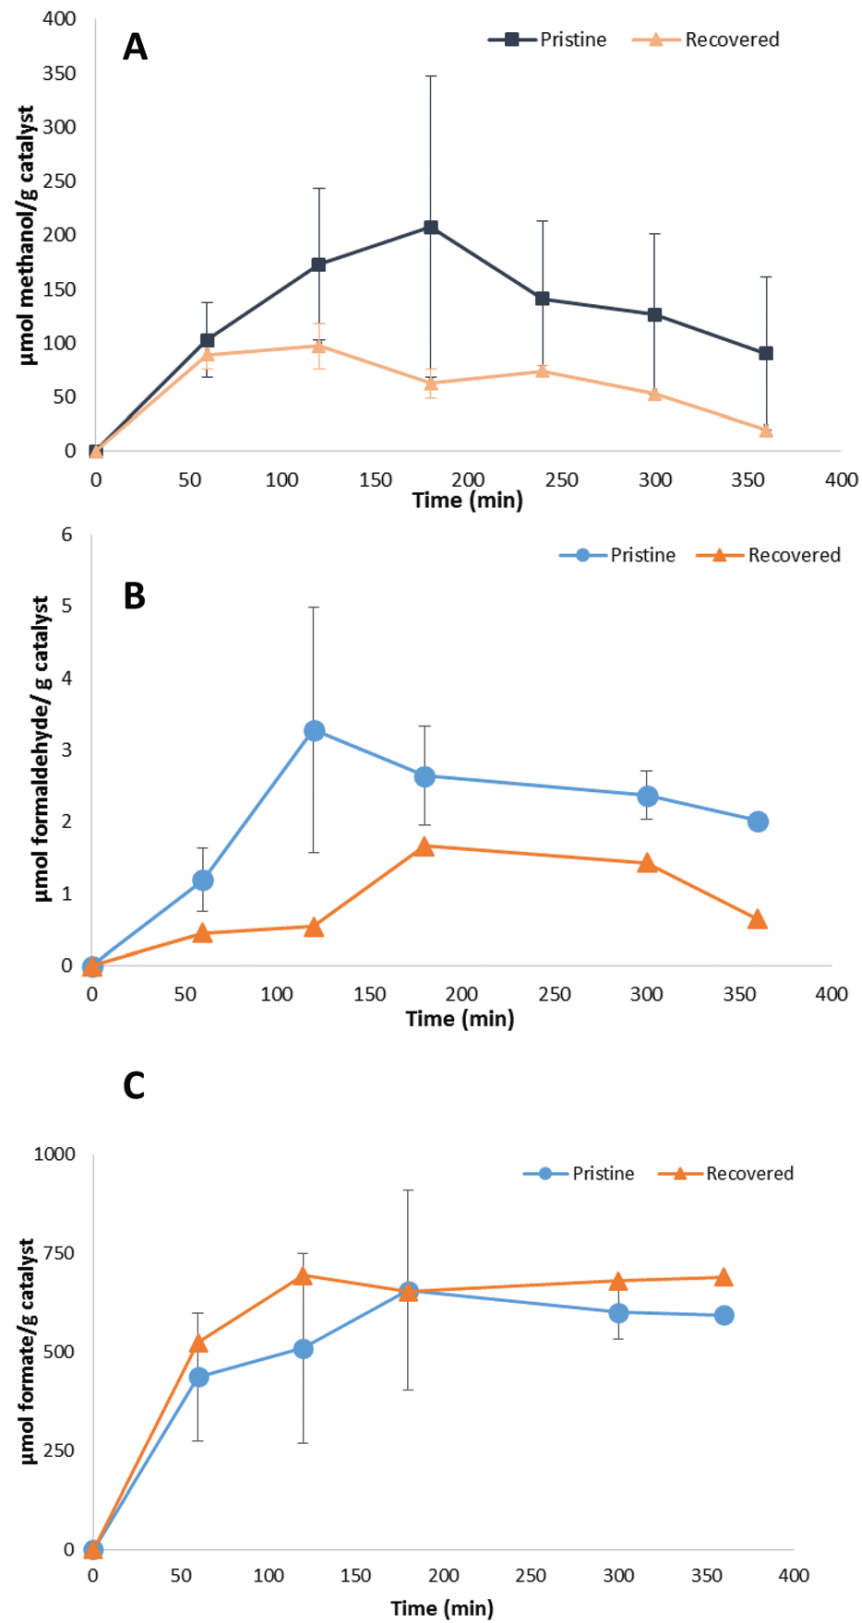 A
Pristine Recovered
400
350
300
250
200
150
100
50
0
µmol methanol/g catalyst
0 50 100 150 200 250 300 350 400
Time (min)
B
Pristine Recovered
6
5
4
3
2
1
0
µmol formaldehyde/ g catalyst
0 50 100 150 200 250 300 350 400
Time (min)
C
Pristine Recovered
1000
750
500
250
0
µmol formate/g catalyst
0 50 100 150 200 250 300 350 400
Time (min)